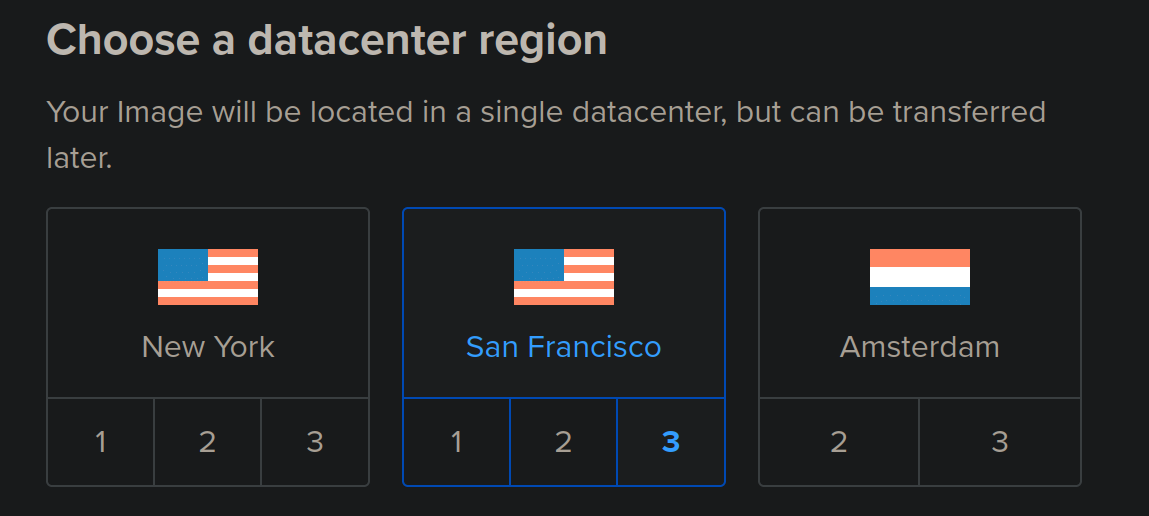 Choose a datacenter region
Your Image will be located in a single datacenter, but can be transferred
later.
New York
San Francisco
Amsterdam
1 2 3
1 2 3
2 3